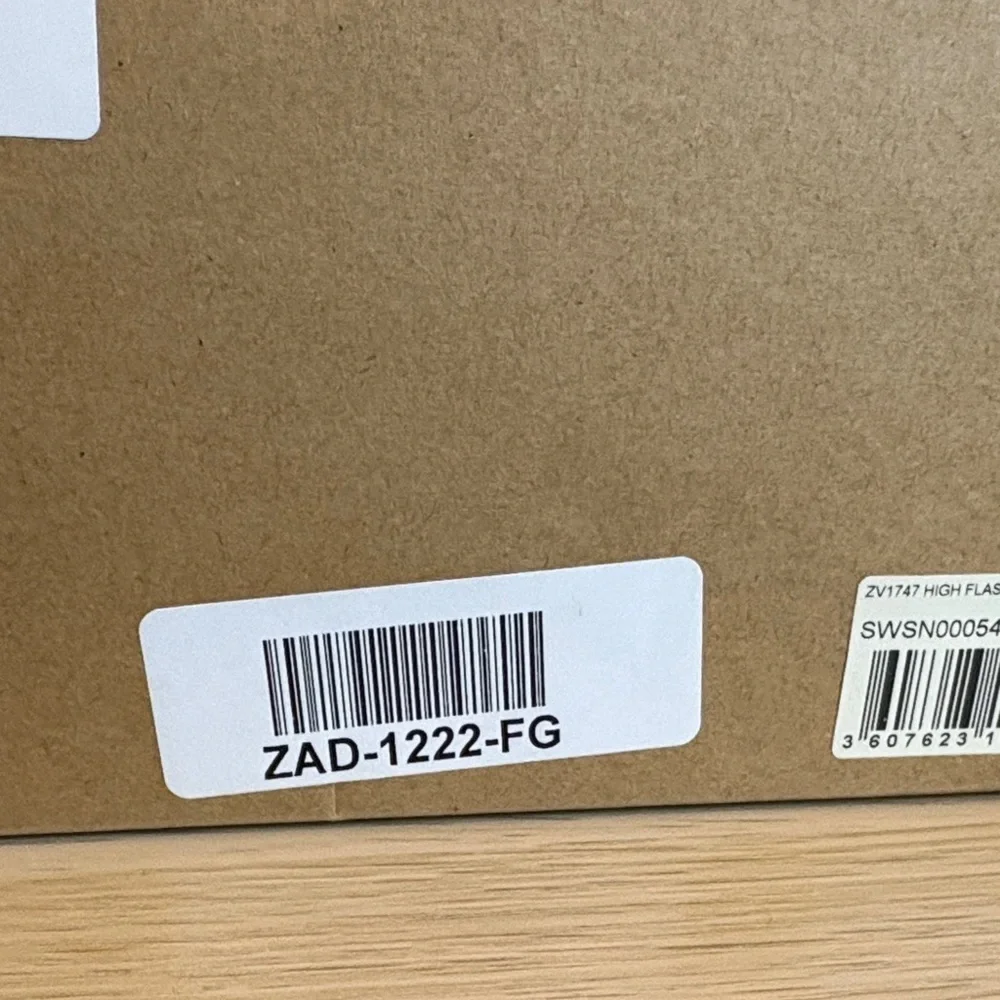 ZAD-1222-FG
ZV1747 HIGH FLAS
SWSN00054
3 607623 1